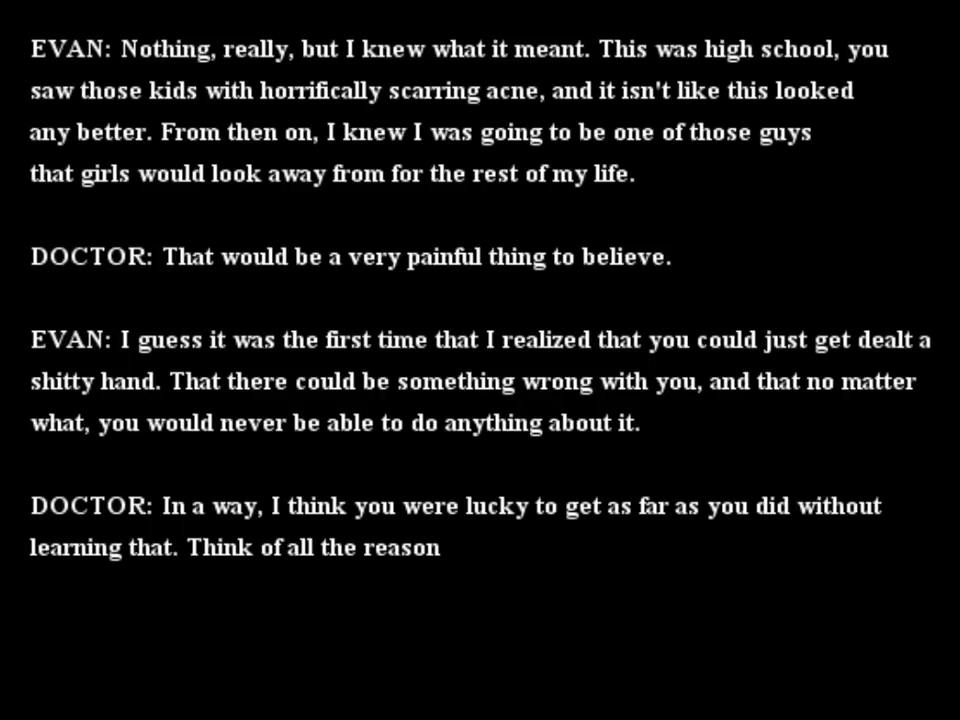 EVAN: Nothing, really, but I knew what it meant. This was high school, you
saw those kids with horrifically scarring acne, and it isn't like this looked
any better. From then on, I knew I was going to be one of those guys
that girls would look away from for the rest of my life.
DOCTOR: That would be a very painful thing to believe.
EVAN: I guess it was the first time that I realized that you could just get dealt a
shitty hand. That there could be something wrong with you, and that no matter
what, you would never be able to do anything about it.
DOCTOR: In a way, I think you were lucky to get as far as you did without
learning that. Think of all the reason